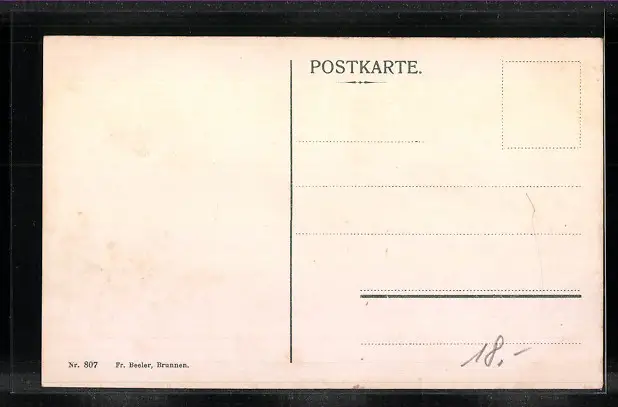 POSTKARTE.
18.-
Nr. 807 Fr. Beeler, Brunnen.